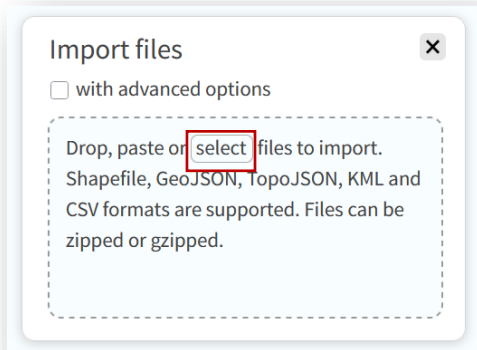 Import files
with advanced options
Drop, paste or select files to import.
Shapefile, GeoJSON, TopoJSON, KML and
CSV formats are supported. Files can be
zipped or gzipped.